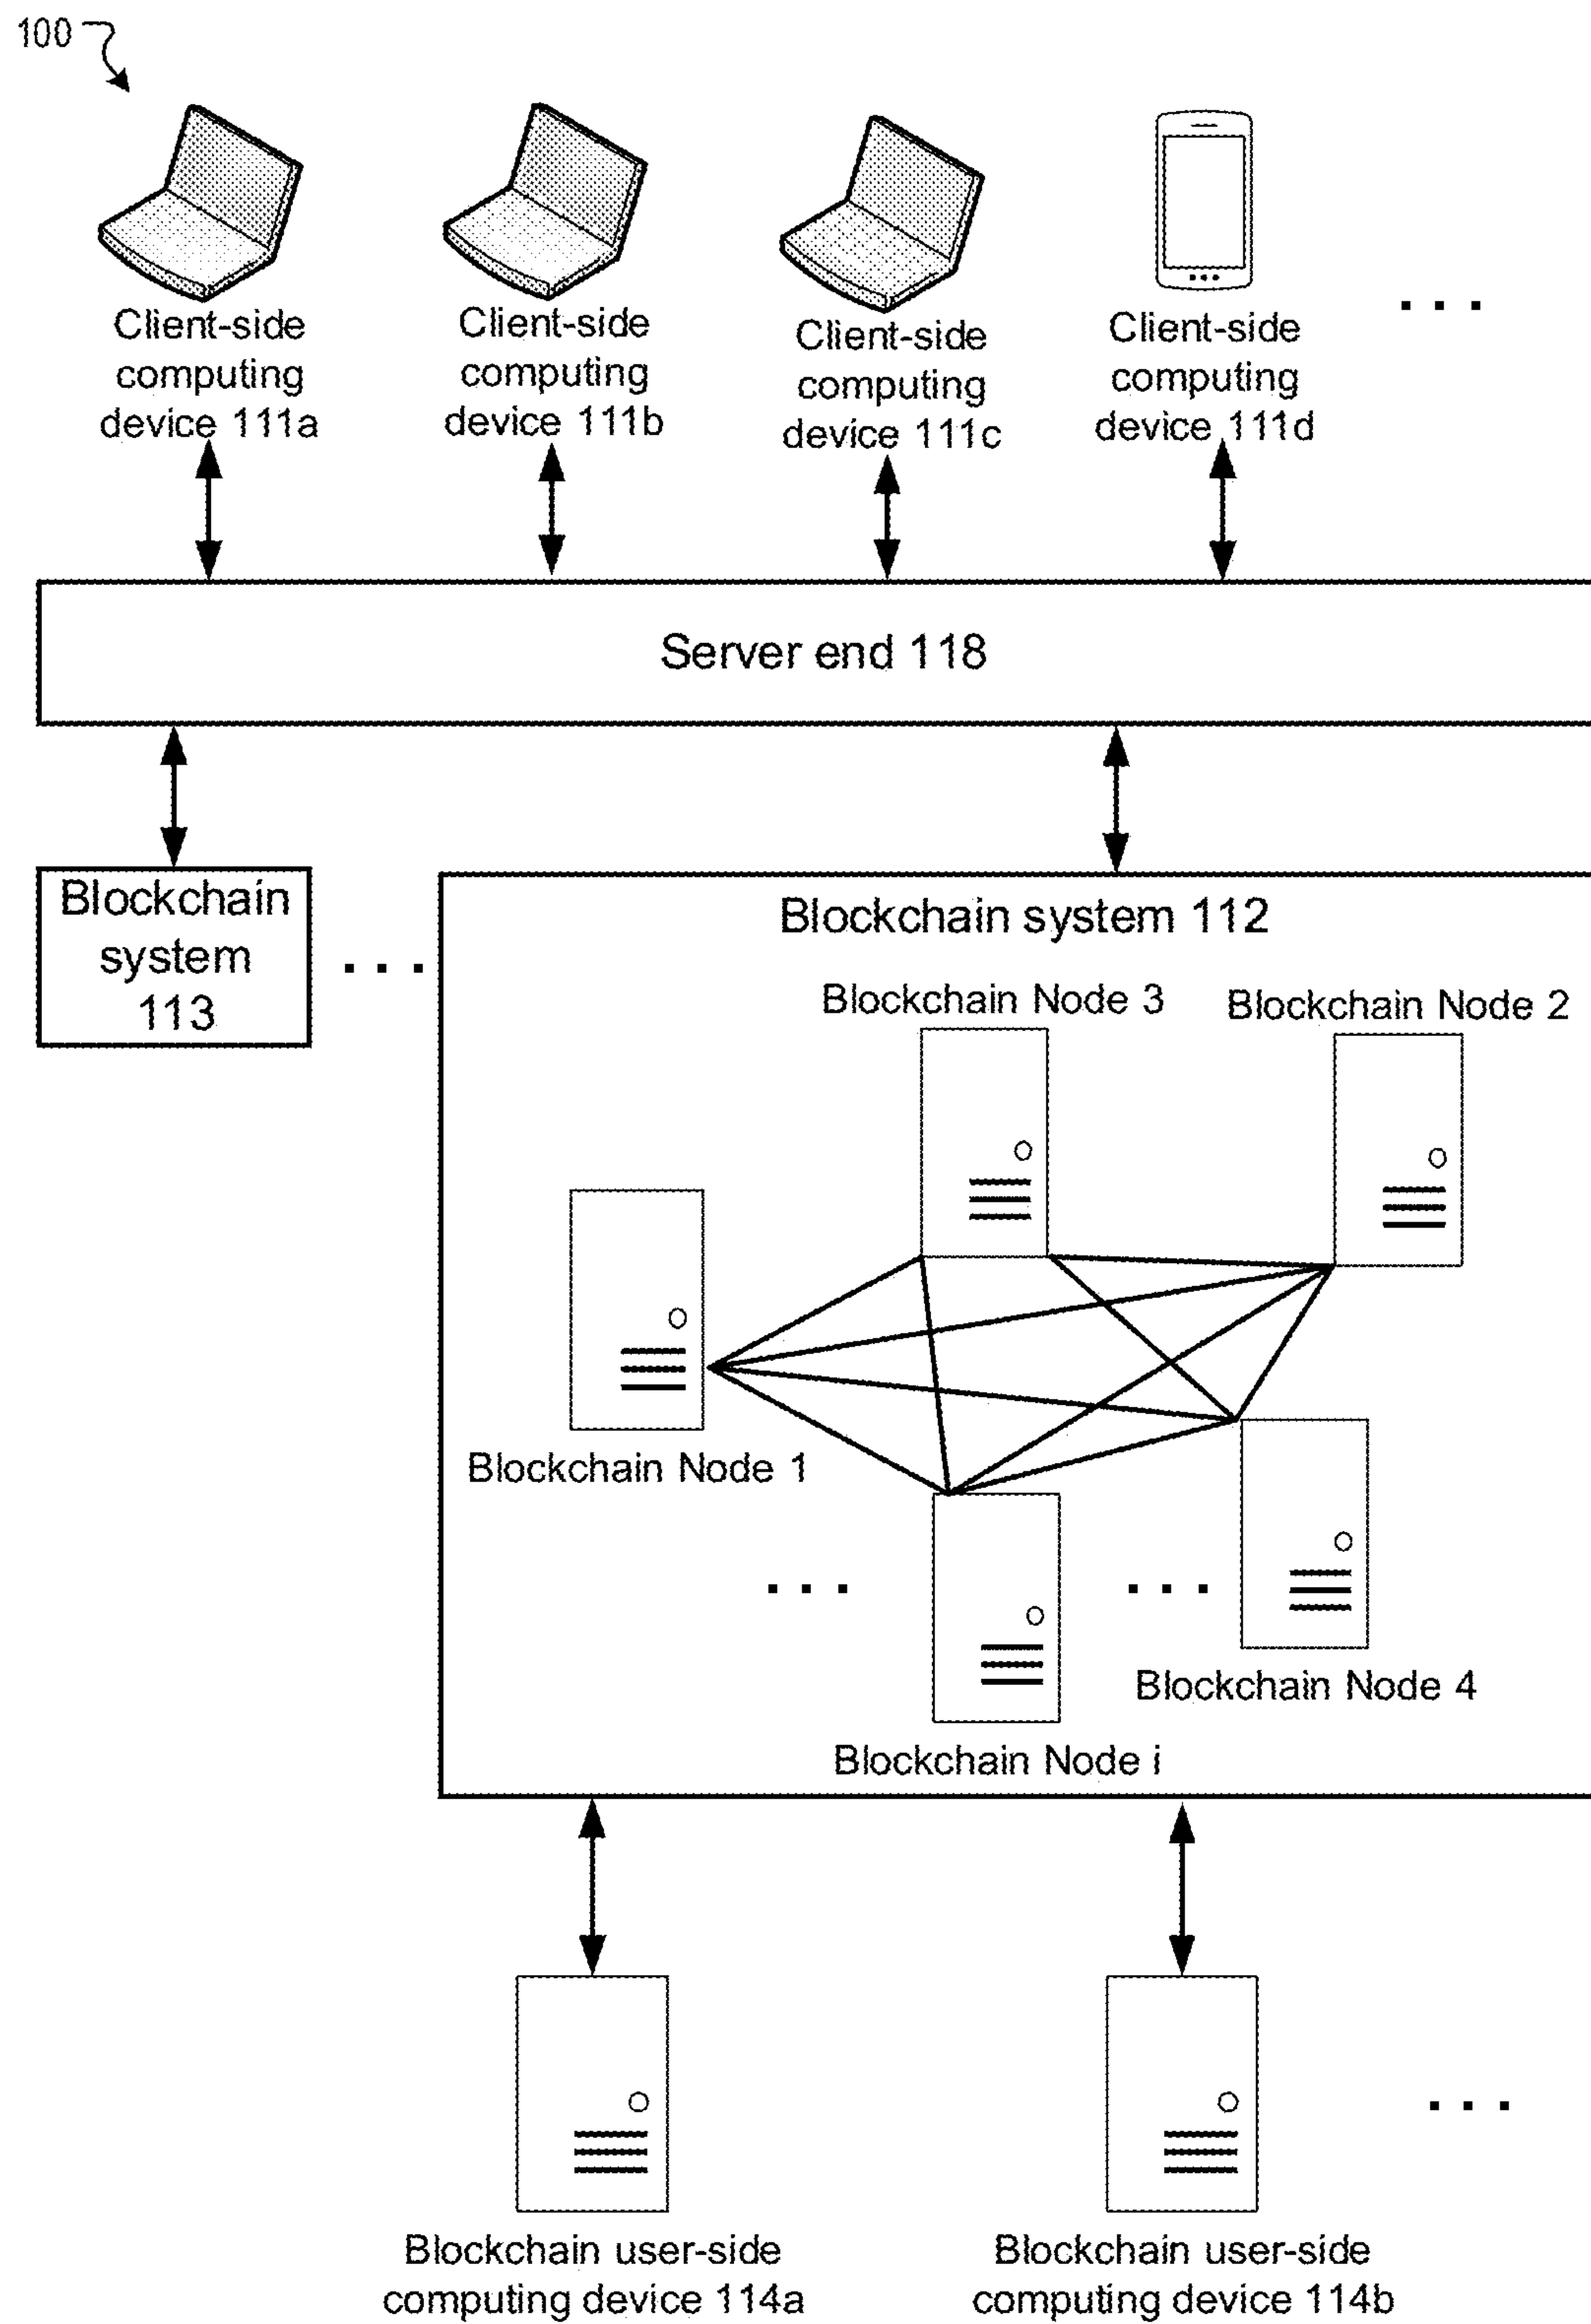 100
Client-side
computing
device 111a
Client-side
computing
device 111b
Client-side
computing
device 111c
Client-side
computing
device 111d
. . .
Server end 118
Blockchain
system
113
. . .
Blockchain system 112
Blockchain Node 3
Blockchain Node 2
Blockchain Node 1
. . .
. . .
Blockchain Node 4
Blockchain Node i
. . .
Blockchain user-side
computing device 114a
Blockchain user-side
computing device 114b